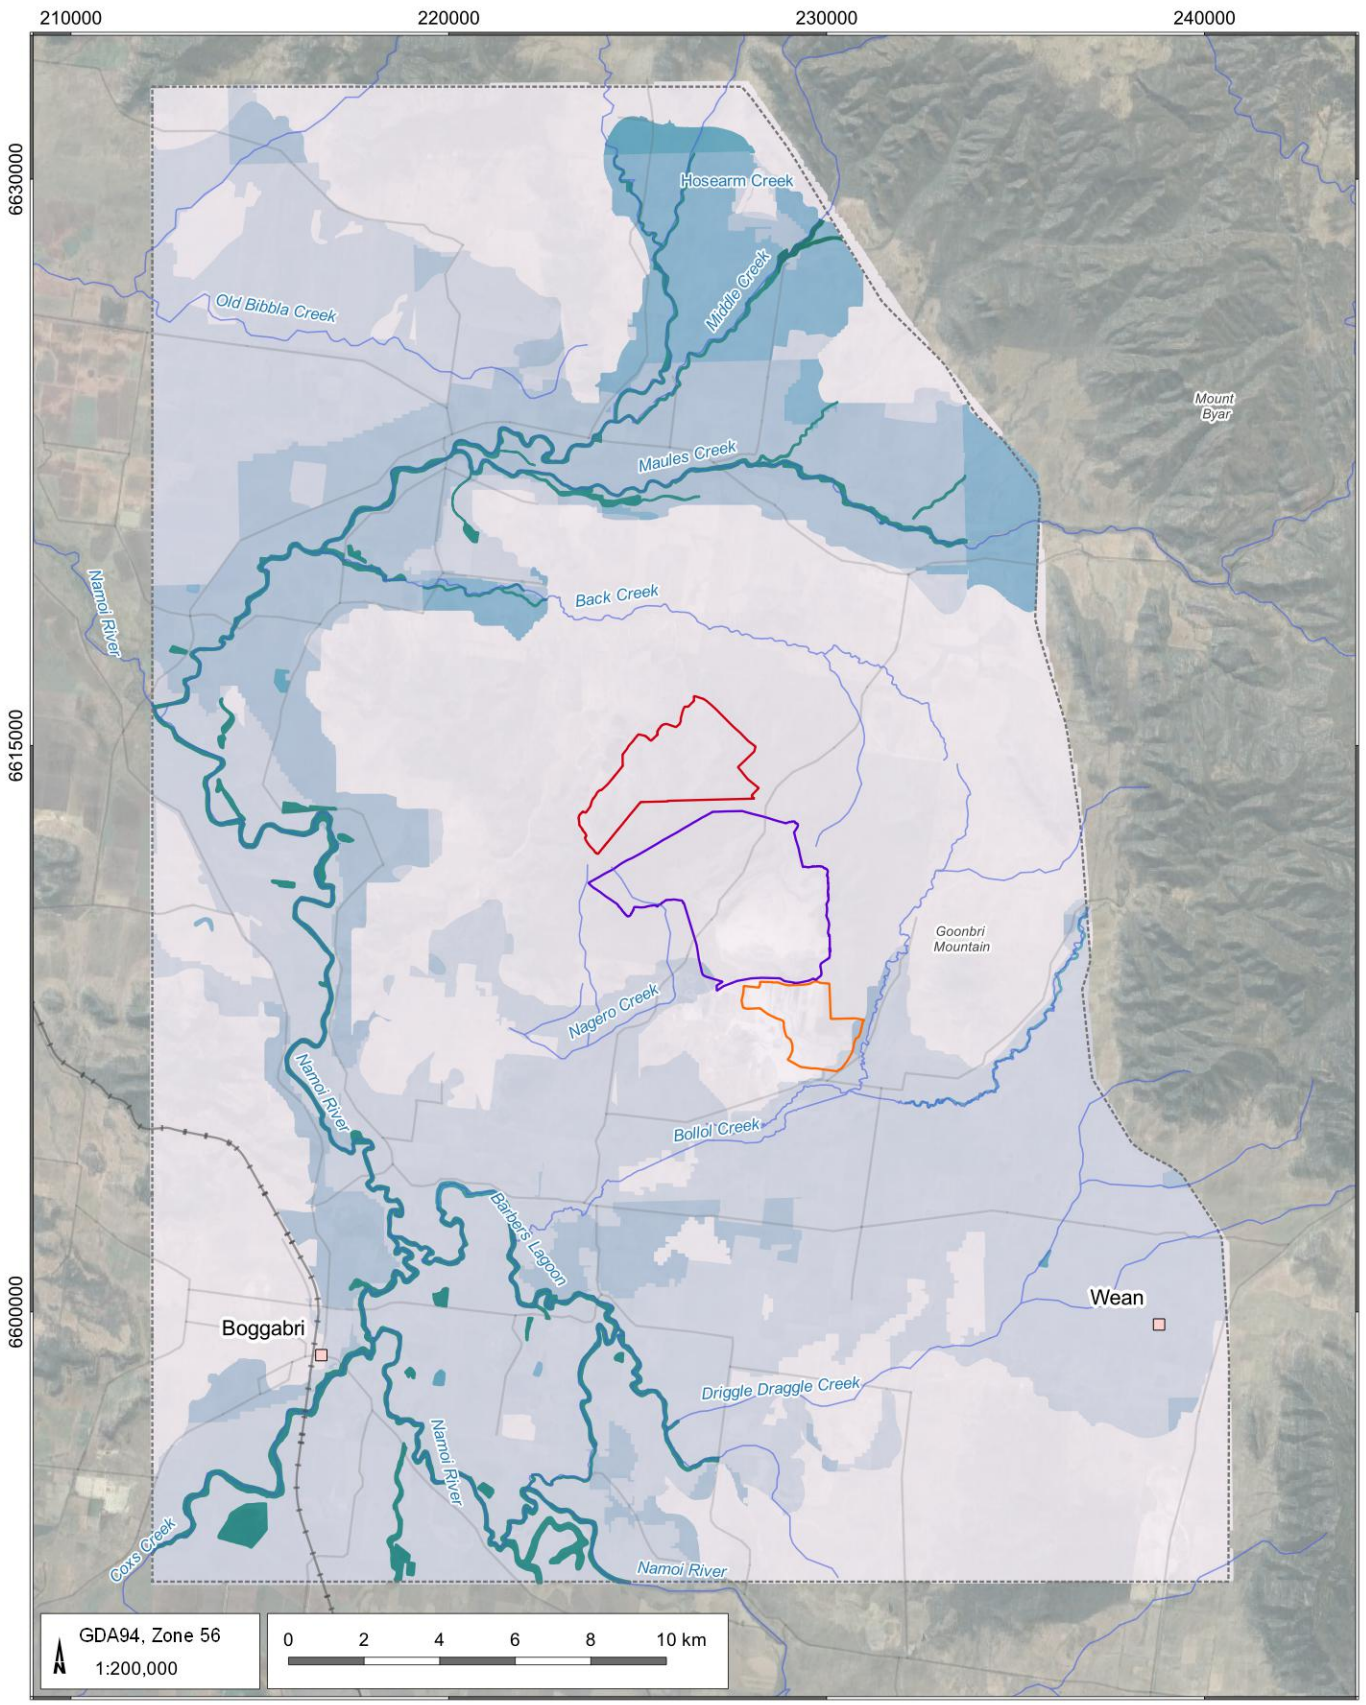 210000
220000
230000
240000
6630000
Hosearm Creek
Middle Creek
Old Bibbla Creek
Mount
Byar
Maules Creek
Namoi River
Back Creek
6615000
Goonbri
Mountain
Nagero Creek
Namoi River
Bollol Creek
Barbers Lagoon
6600000
Wean
Boggabri
Driggle Draggle Creek
Namoi River
Coxs Creek
Namoi River
GDA94, Zone 56
N
1:200,000
0 2 4 6 8 10 km